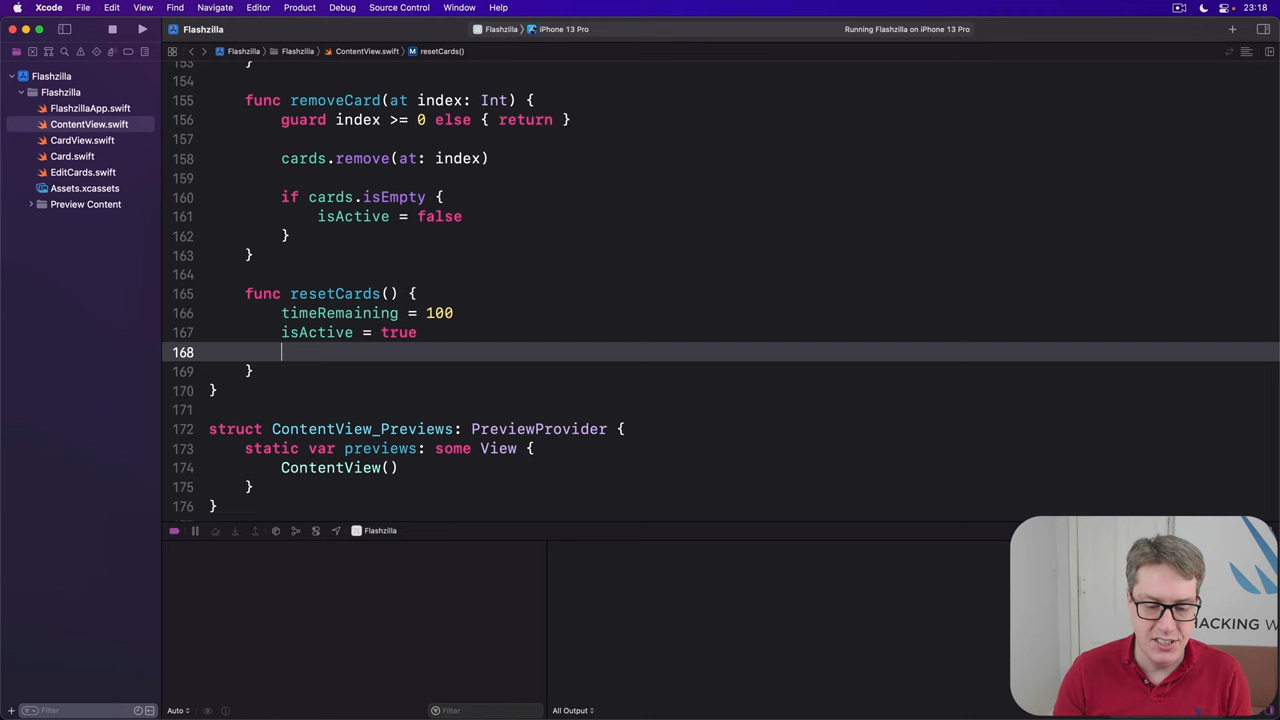 Xcode File Edit View Find Navigate Editor Product Debug Source Control Window Help 23:18
Flashzilla Flashzilla iPhone 13 Pro Running Flashzilla on iPhone 13 Pro
Flashzilla Flashzilla ContentView.swift M resetCards()
Flashzilla
Flashzilla
FlashzillaApp.swift
ContentView.swift
CardView.swift
Card.swift
EditCards.swift
Assets.xcassets
Preview Content
153 }
154
155 func removeCard(at index: Int) {
156 guard index >= 0 else { return }
157
158 cards.remove(at: index)
159
160 if cards.isEmpty {
161 isActive = false
162 }
163 }
164
165 func resetCards() {
166 timeRemaining = 100
167 isActive = true
168
169 }
170 }
171
172 struct ContentView_Previews: PreviewProvider {
173 static var previews: some View {
174 ContentView()
175 }
176 }
Flashzilla
HACKING W
Filter Auto Filter All Output